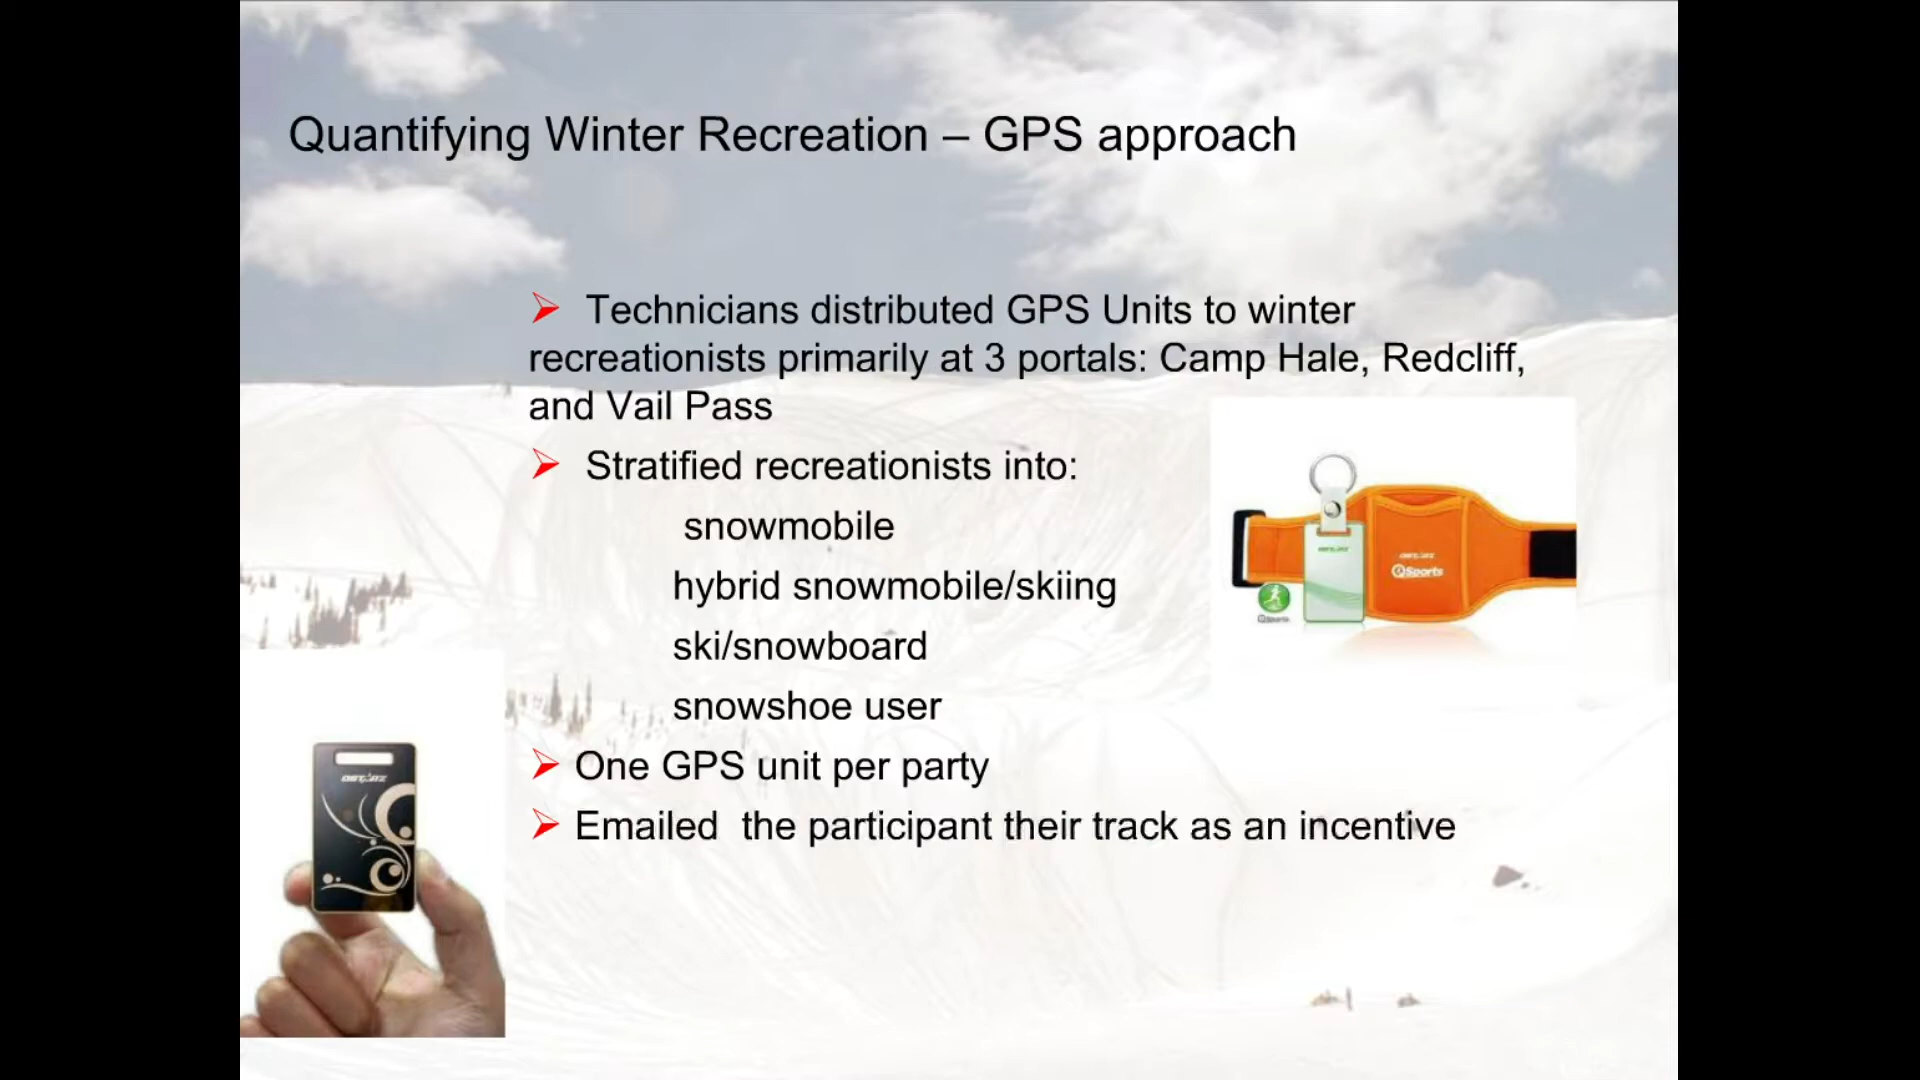 Quantifying Winter Recreation – GPS approach
➢ Technicians distributed GPS Units to winter
recreationists primarily at 3 portals: Camp Hale, Redcliff,
and Vail Pass
➢ Stratified recreationists into:
snowmobile
hybrid snowmobile/skiing
ski/snowboard
snowshoe user
➢ One GPS unit per party
➢ Emailed  the participant their track as an incentive
QSports
QSports